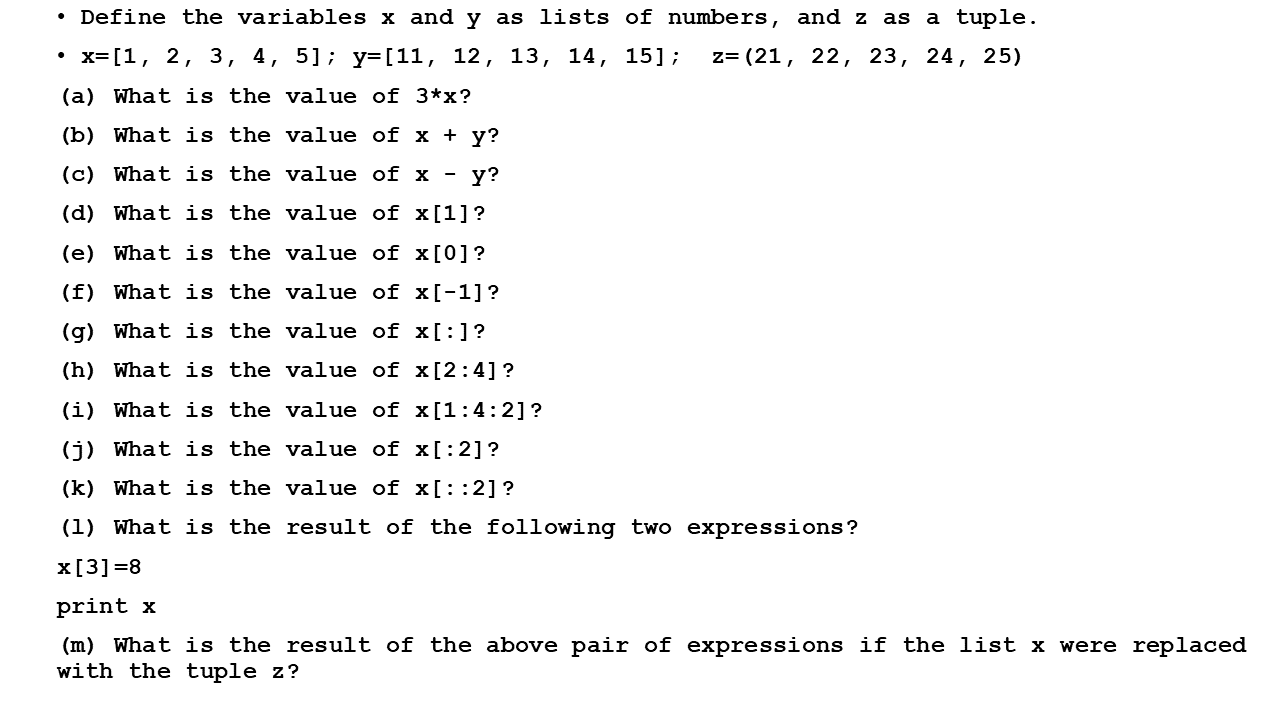 • Define the variables x and y as lists of numbers, and z as a tuple.
• x=[1, 2, 3, 4, 5]; y=[11, 12, 13, 14, 15];  z=(21, 22, 23, 24, 25)
(a) What is the value of 3*x?
(b) What is the value of x + y?
(c) What is the value of x - y?
(d) What is the value of x[1]?
(e) What is the value of x[0]?
(f) What is the value of x[-1]?
(g) What is the value of x[:]?
(h) What is the value of x[2:4]?
(i) What is the value of x[1:4:2]?
(j) What is the value of x[:2]?
(k) What is the value of x[::2]?
(l) What is the result of the following two expressions?
x[3]=8
print x
(m) What is the result of the above pair of expressions if the list x were replaced
with the tuple z?